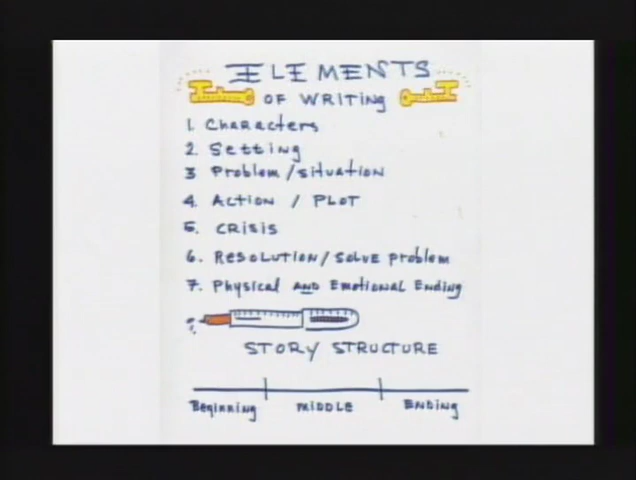 ELEMENTS
OF WRITING
1. Characters
2. Setting
3 Problem/situation
4. ACTION / PLOT
5. CRISIS
6. RESOLUTION/SOLVE problem
7. Physical AND Emotional Ending
STORY STRUCTURE
Beginning MIDDLE ENDING